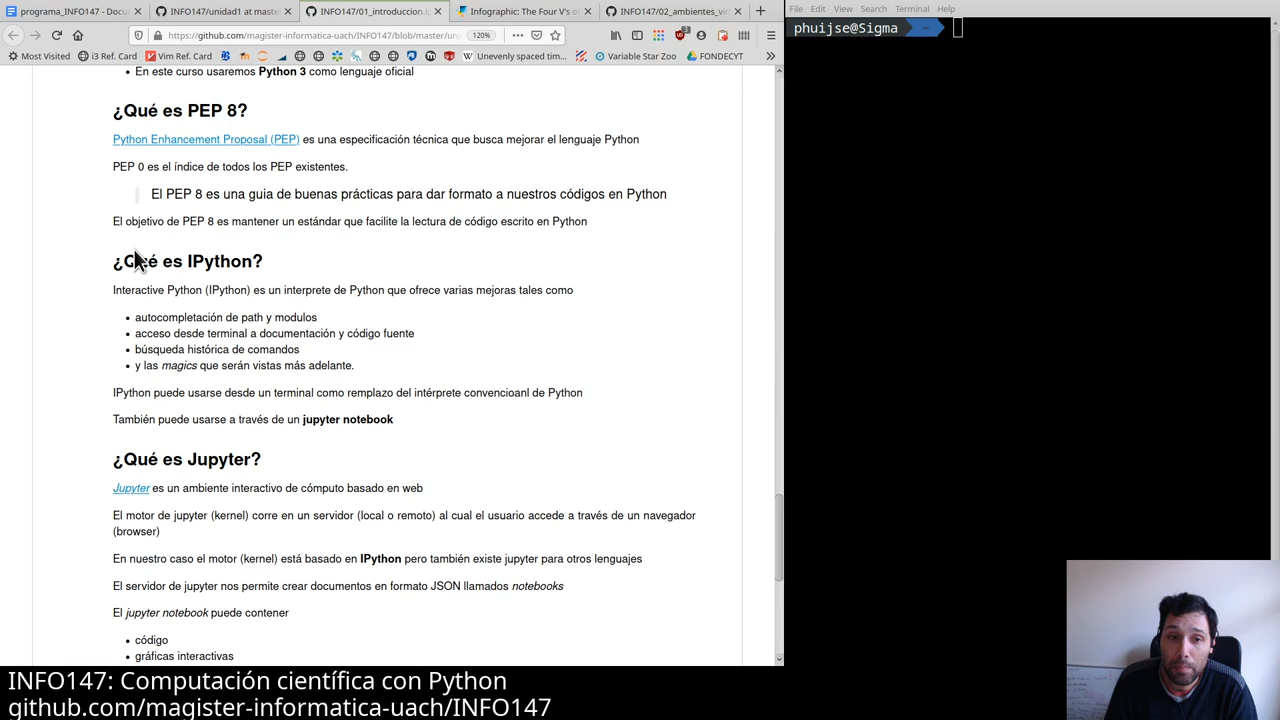 programa_INFO147 - Docu
INFO147/unidad1 at maste
INFO147/01_introduccion.i
Infographic: The Four V's o
INFO147/02_ambientes_vir
https://github.com/magister-informatica-uach/INFO147/blob/master/uni
120%
Most Visited
i3 Ref. Card
Vim Ref. Card
Unevenly spaced tim…
Variable Star Zoo
FONDECYT
File Edit View Search Terminal Help
phuijse@Sigma ~
En este curso usaremos Python 3 como lenguaje oficial
¿Qué es PEP 8?
Python Enhancement Proposal (PEP) es una especificación técnica que busca mejorar el lenguaje Python
PEP 0 es el índice de todos los PEP existentes.
El PEP 8 es una guia de buenas prácticas para dar formato a nuestros códigos en Python
El objetivo de PEP 8 es mantener un estándar que facilite la lectura de código escrito en Python
¿Qué es IPython?
Interactive Python (IPython) es un interprete de Python que ofrece varias mejoras tales como
autocompletación de path y modulos
acceso desde terminal a documentación y código fuente
búsqueda histórica de comandos
y las magics que serán vistas más adelante.
IPython puede usarse desde un terminal como remplazo del intérprete convencioanl de Python
También puede usarse a través de un jupyter notebook
¿Qué es Jupyter?
Jupyter es un ambiente interactivo de cómputo basado en web
El motor de jupyter (kernel) corre en un servidor (local o remoto) al cual el usuario accede a través de un navegador
(browser)
En nuestro caso el motor (kernel) está basado en IPython pero también existe jupyter para otros lenguajes
El servidor de jupyter nos permite crear documentos en formato JSON llamados notebooks
El jupyter notebook puede contener
código
gráficas interactivas
INFO147: Computación científica con Python
github.com/magister-informatica-uach/INFO147